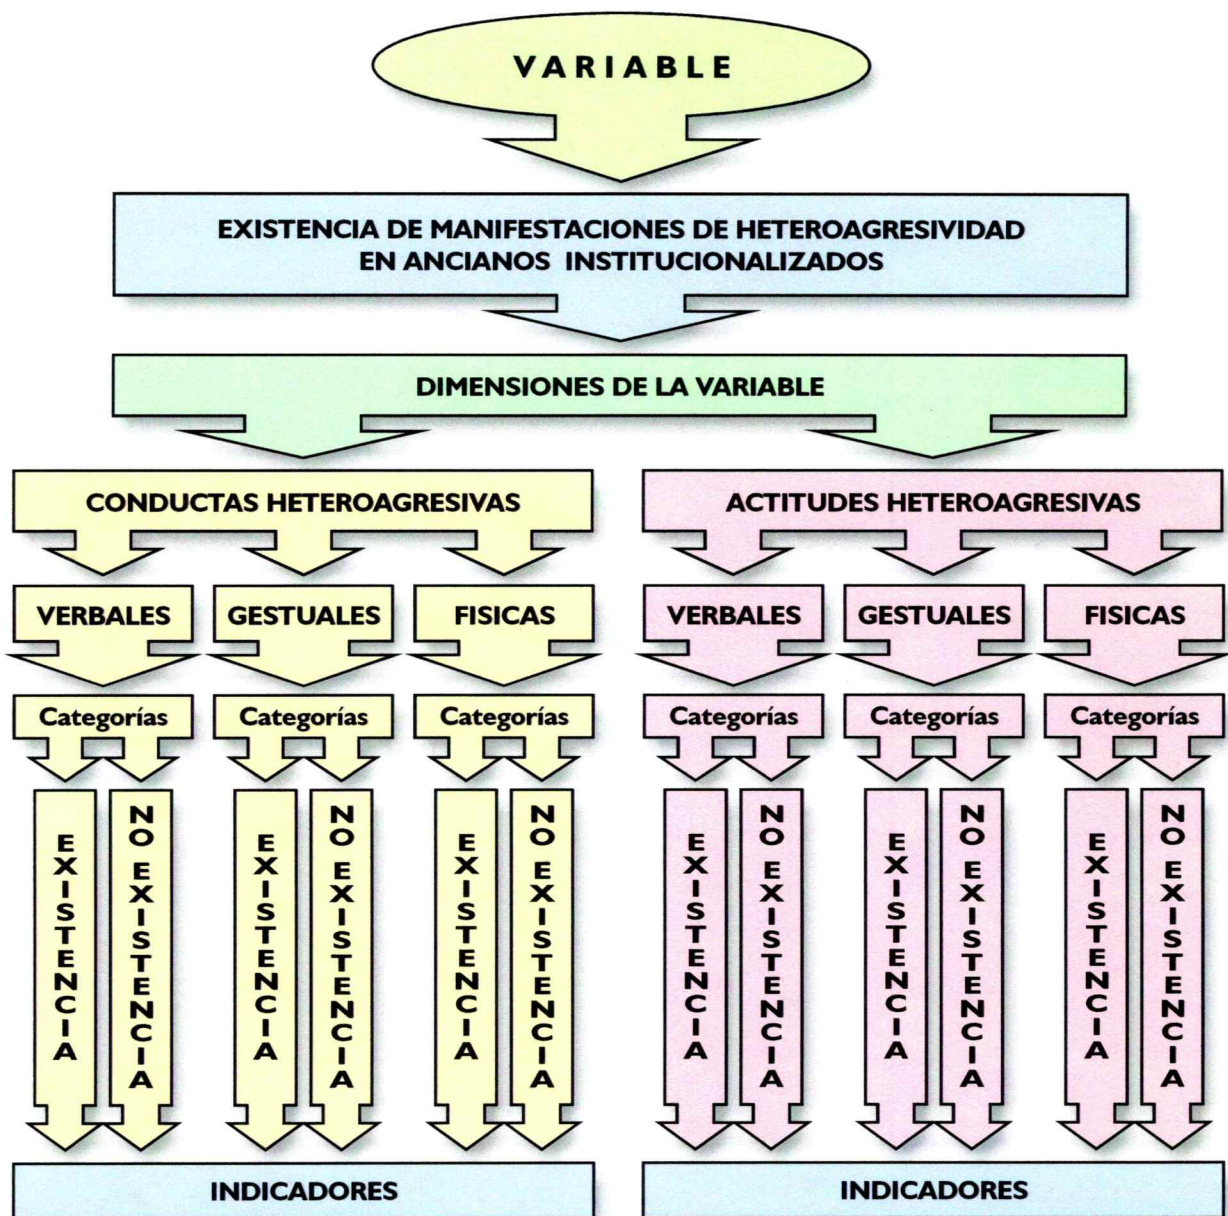 VARIABLE
EXISTENCIA DE MANIFESTACIONES DE HETEROAGRESIVIDAD
EN ANCIANOS INSTITUCIONALIZADOS
DIMENSIONES DE LA VARIABLE
CONDUCTAS HETEROAGRESIVAS
ACTITUDES HETEROAGRESIVAS
VERBALES
GESTUALES
FISICAS
VERBALES
GESTUALES
FISICAS
Categorías
Categorías
Categorías
Categorías
Categorías
Categorías
EXISTENCIA
NO EXISTENCIA
EXISTENCIA
NO EXISTENCIA
EXISTENCIA
NO EXISTENCIA
EXISTENCIA
NO EXISTENCIA
EXISTENCIA
NO EXISTENCIA
EXISTENCIA
NO EXISTENCIA
INDICADORES
INDICADORES